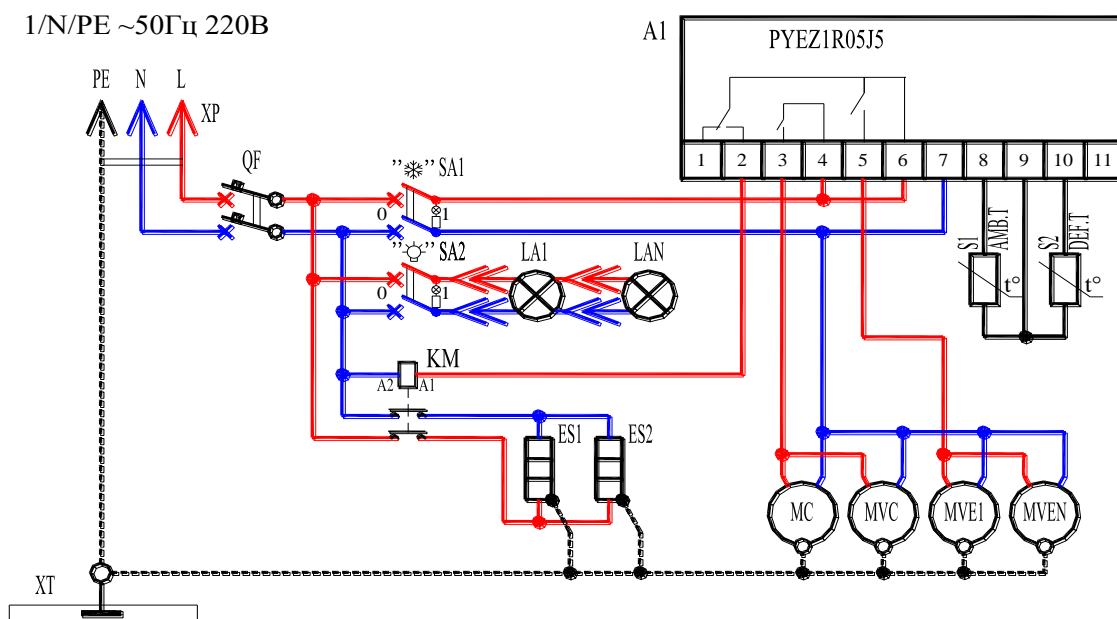 1/N/PE ~50Гц 220В
A1
PYEZ1R05J5
PE N L
XP
QF
1 2 3 4 5 6 7 8 9 10 11
"❄" SA1
0 1
S1
AMB.T
t°
S2
DEF.T
t°
"☼" SA2
0 1
LA1 LAN
KM
A2 A1
ES1 ES2
MC MVC MVE1 MVEN
XT